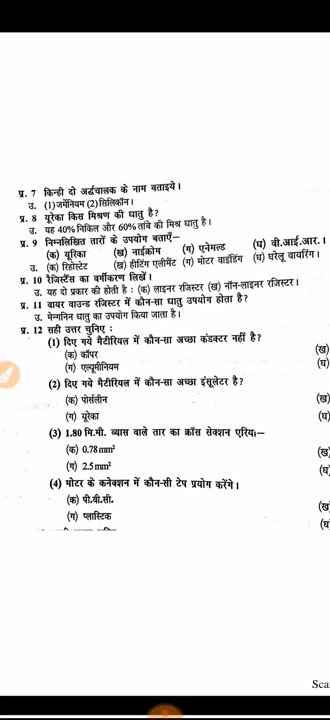 प्र. 7 किन्ही दो अर्द्धचालक के नाम बताइये।
उ. (1) जर्मेनियम (2) सिलिकॉन।
प्र. 8 यूरेका किस मिश्रण की धातु है?
उ. यह 40% निकिल और 60% तांबे की मिश्र धातु है।
प्र. 9 निम्नलिखित तारों के उपयोग बताएँ–
(क) यूरिका (ख) नाईक्रोम (ग) एनेमल्ड (घ) वी.आई.आर.।
उ. (क) रिहोस्टेट (ख) हीटिंग एलीमेंट (ग) मोटर वाइंडिंग (घ) घरेलू वायरिंग।
प्र. 10 रेजिस्टैंस का वर्गीकरण लिखें।
उ. यह दो प्रकार की होती है : (क) लाइनर रजिस्टर (ख) नॉन-लाइनर रजिस्टर।
प्र. 11 वायर वाउन्ड रजिस्टर में कौन-सा धातु उपयोग होता है?
उ. मेग्गनिन धातु का उपयोग किया जाता है।
प्र. 12 सही उत्तर चुनिए :
(1) दिए गये मैटीरियल में कौन-सा अच्छा कंडक्टर नहीं है?
(क) कॉपर (ख)
(ग) एल्यूमीनियम (घ)
(2) दिए गये मैटीरियल में कौन-सा अच्छा इंसूलेटर है?
(क) पोर्सलीन (ख)
(ग) यूरेका (घ)
(3) 1.80 मि.मी. व्यास वाले तार का क्रॉस सेक्शन एरिया–
(क) 0.78 mm² (ख)
(ग) 2.5 mm² (घ)
(4) मोटर के कनेक्शन में कौन-सी टेप प्रयोग करेंगे।
(क) पी.वी.सी. (ख)
(ग) प्लास्टिक (घ)
Sca